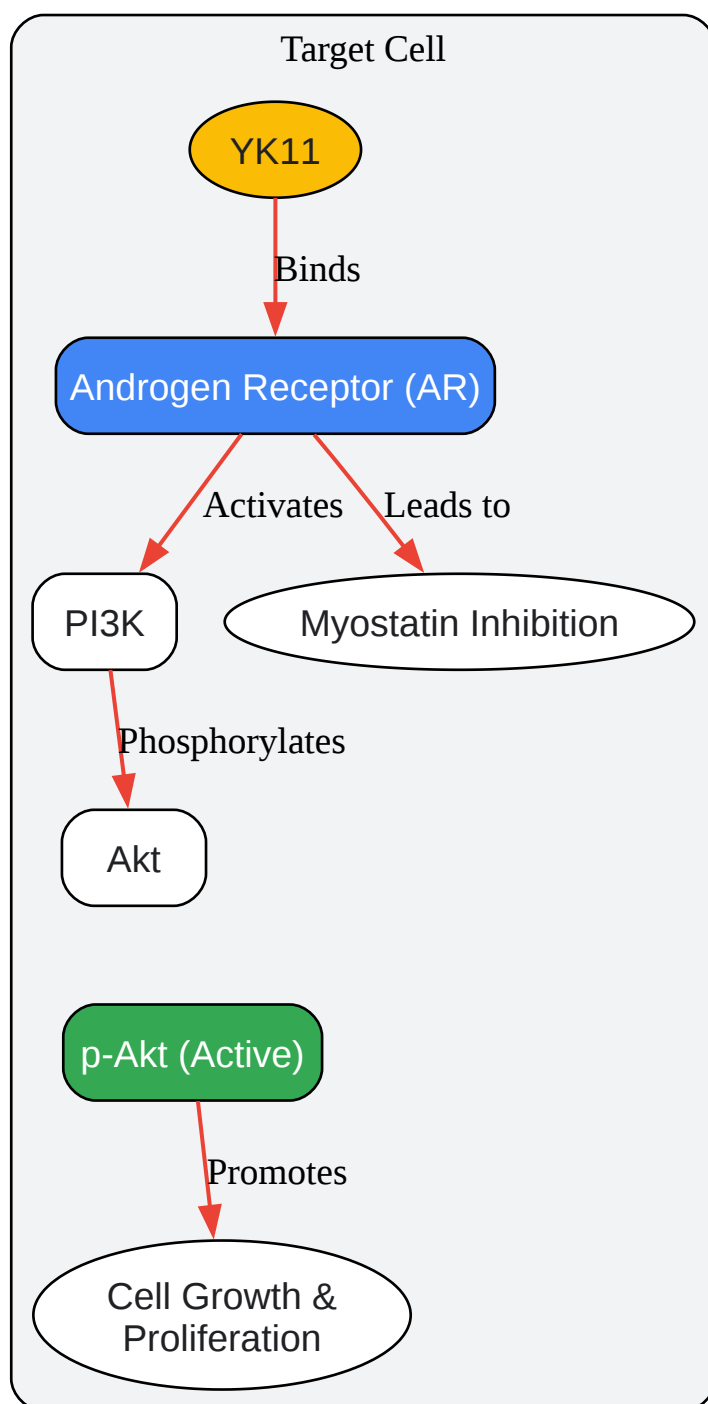 Target Cell
YK11
Binds
Androgen Receptor (AR)
Activates
Leads to
PI3K
Myostatin Inhibition
Phosphorylates
Akt
p-Akt (Active)
Promotes
Cell Growth &
Proliferation